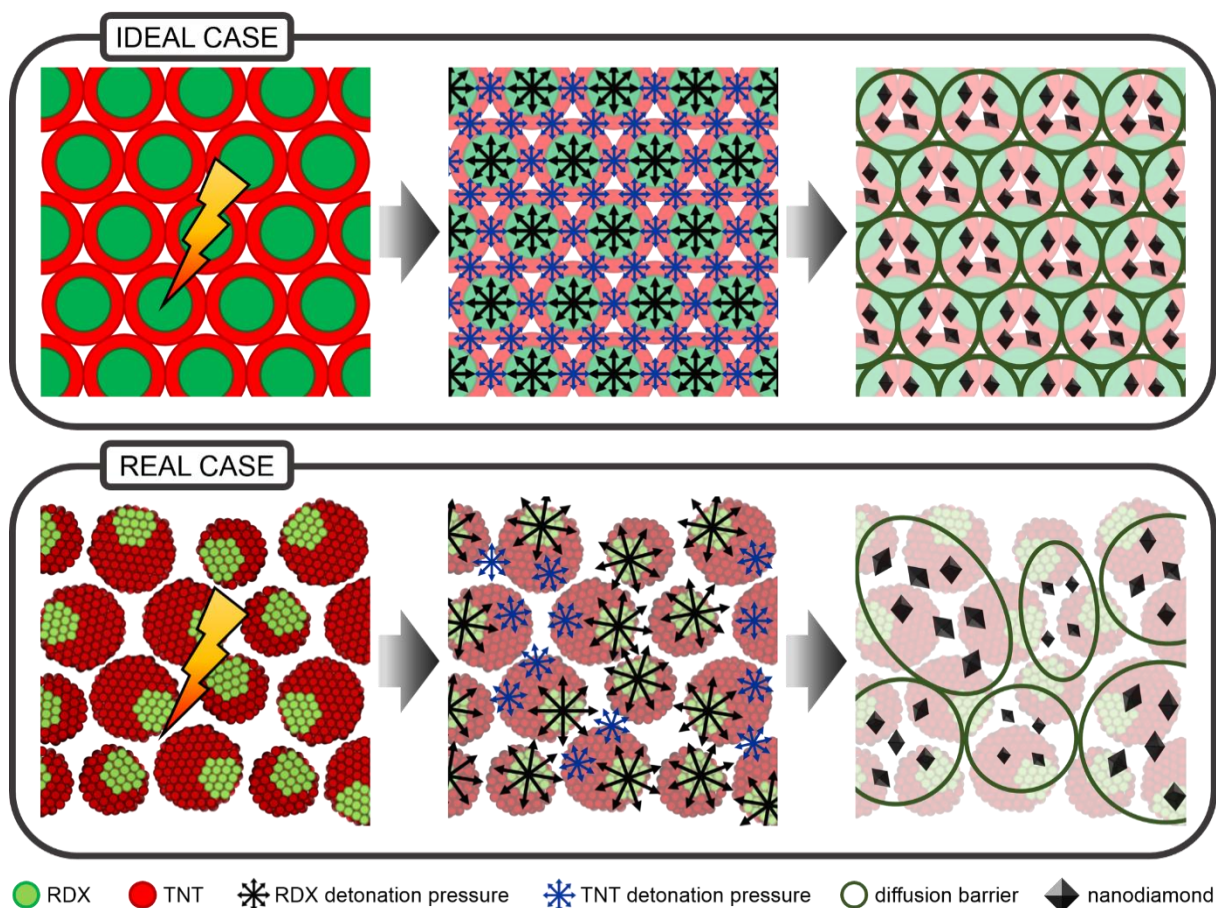 IDEAL CASE
REAL CASE
RDX TNT RDX detonation pressure TNT detonation pressure diffusion barrier nanodiamond